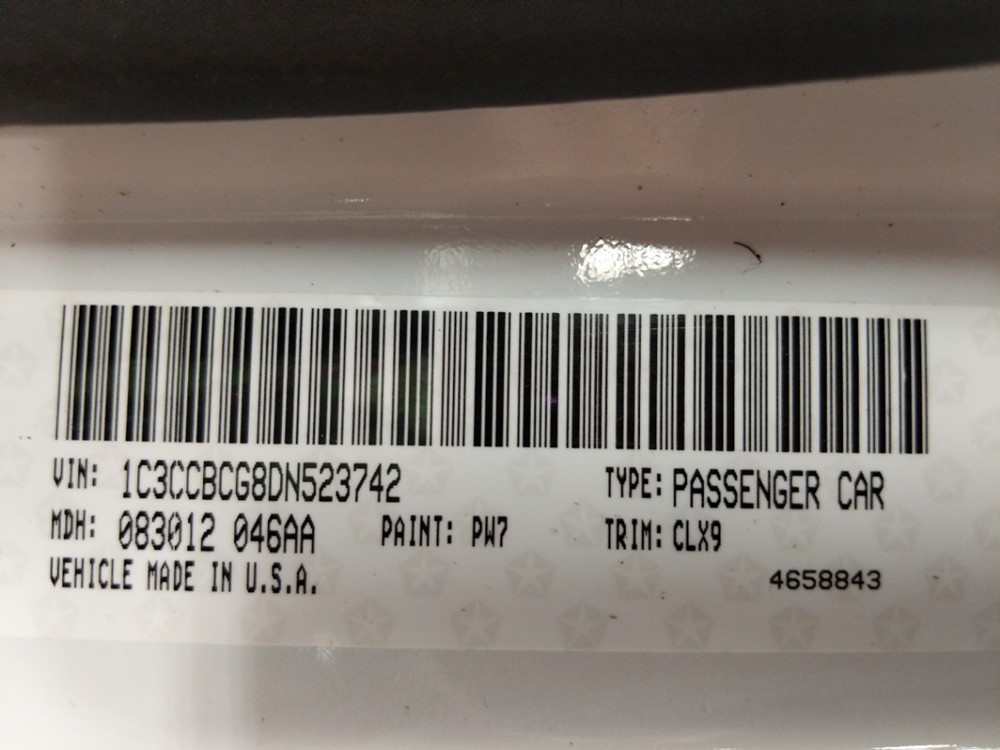 VIN: 1C3CCBCG8DN523742 TYPE: PASSENGER CAR
MDH: 083012 046AA PAINT: PW7 TRIM: CLX9
VEHICLE MADE IN U.S.A. 4658843